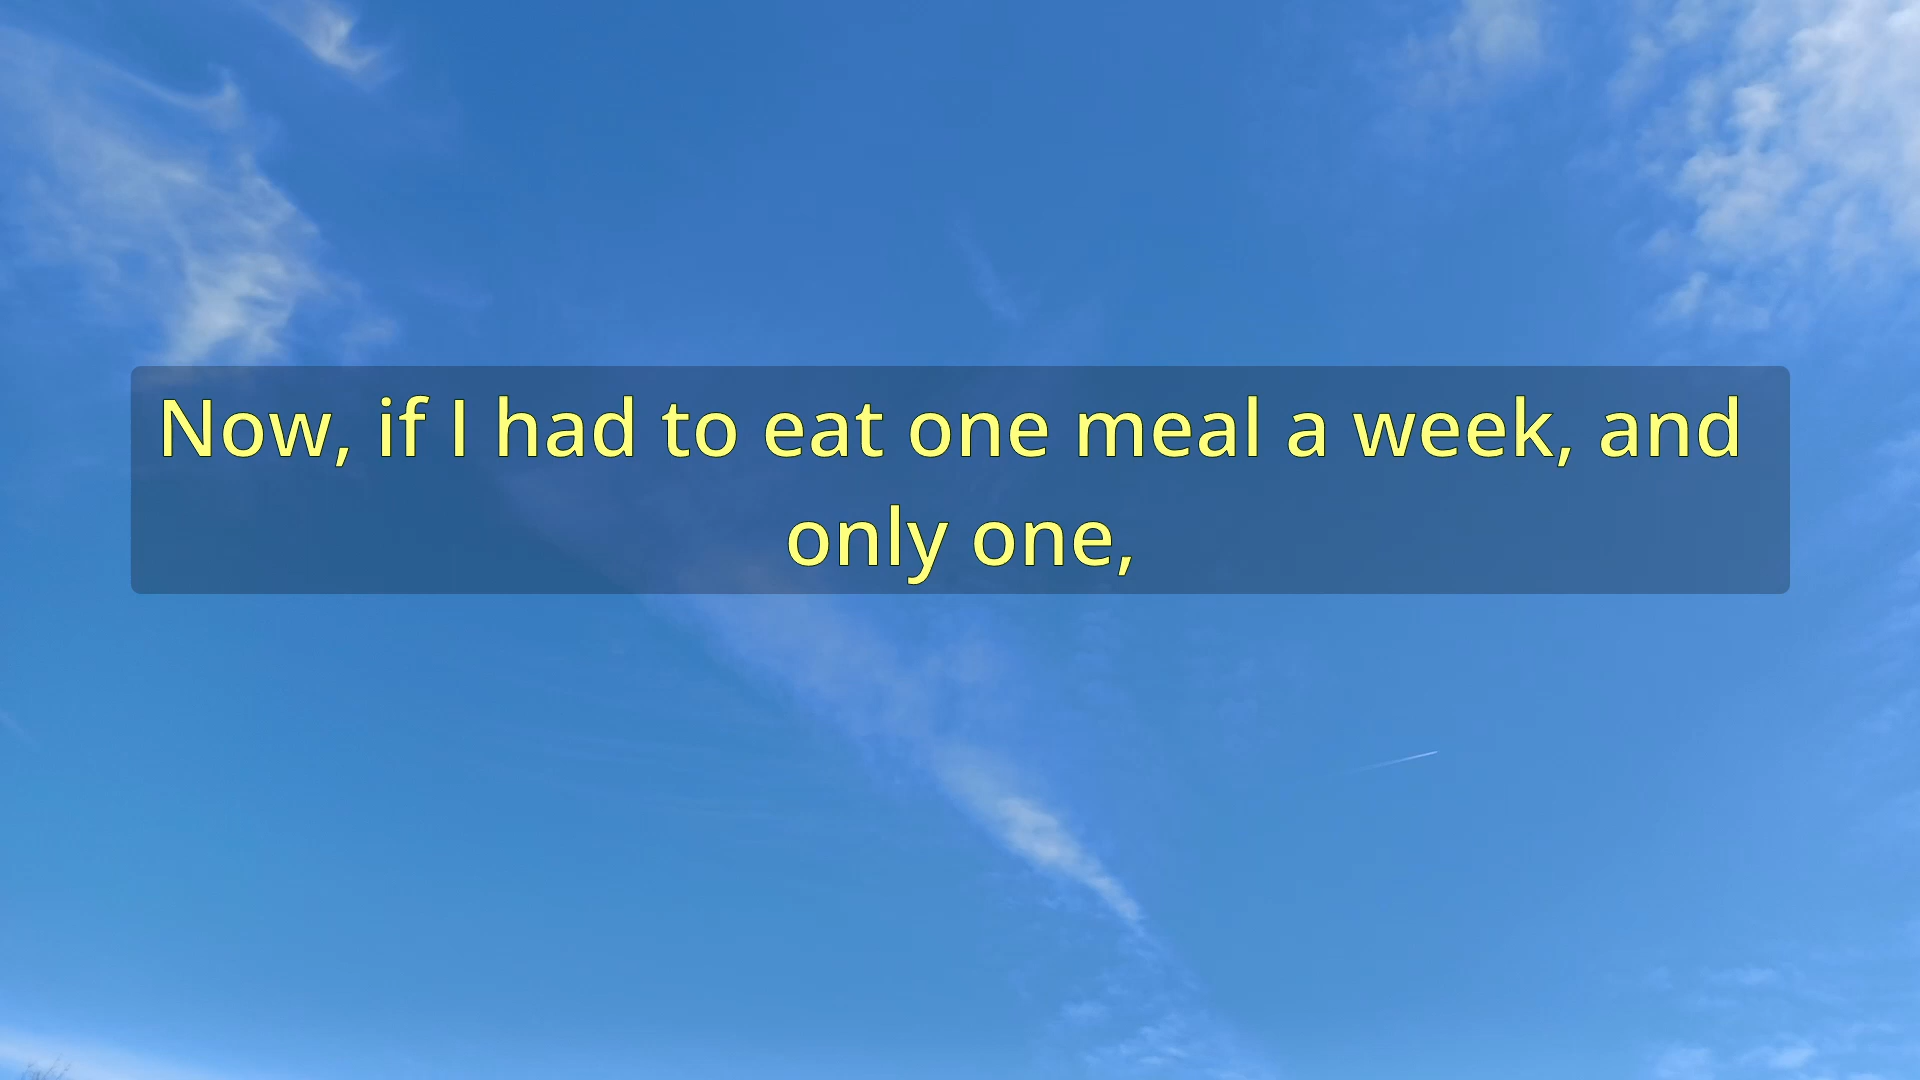 Now, if I had to eat one meal a week, and
only one,